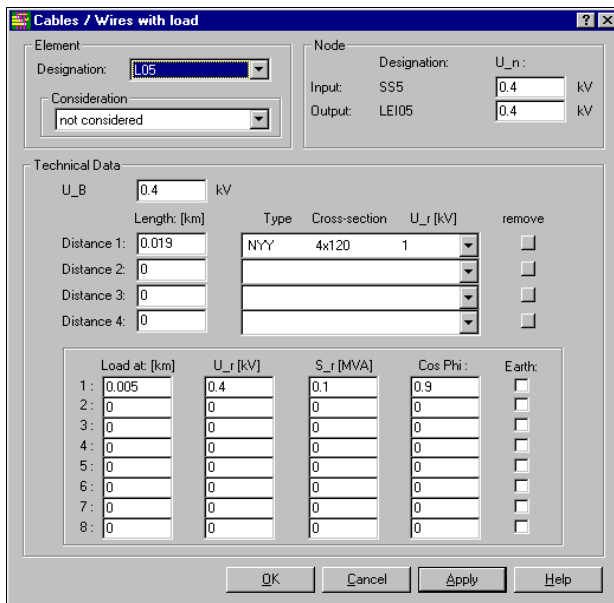 Cables / Wires with load
Element
Designation: L05
Consideration
not considered
Node
Designation: U_n :
Input: SS5 0.4 kV
Output: LEI05 0.4 kV
Technical Data
U_B 0.4 kV
Length: [km] Type Cross-section U_r [kV] remove
Distance 1: 0.019 NYY 4x120 1
Distance 2: 0
Distance 3: 0
Distance 4: 0
Load at: [km] U_r [kV] S_r [MVA] Cos Phi : Earth:
1 : 0.005 0.4 0.1 0.9
2 : 0 0 0 0
3 : 0 0 0 0
4 : 0 0 0 0
5 : 0 0 0 0
6 : 0 0 0 0
7 : 0 0 0 0
8 : 0 0 0 0
OK Cancel Apply Help